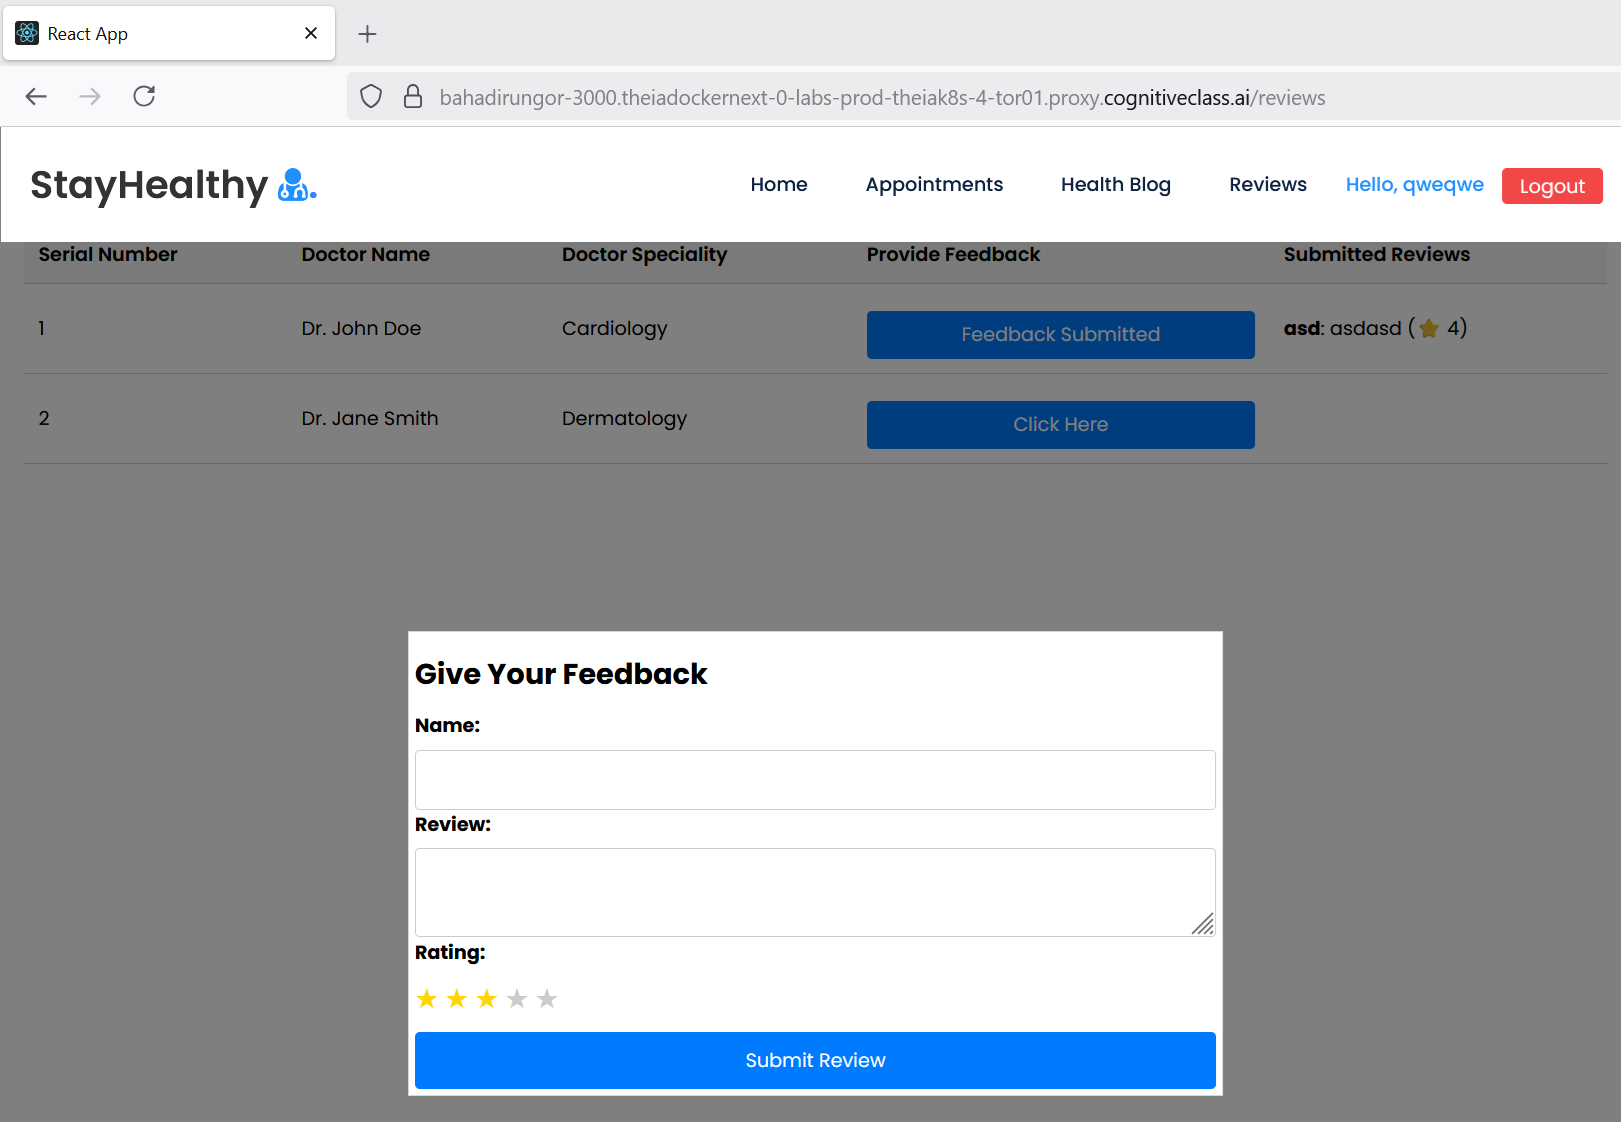 React App
bahadirungor-3000.theiadockernext-0-labs-prod-theiak8s-4-tor01.proxy.cognitiveclass.ai/reviews
StayHealthy Home Appointments Health Blog Reviews Hello, qweqwe Logout
Serial Number Doctor Name Doctor Speciality Provide Feedback Submitted Reviews
1 Dr. John Doe Cardiology Feedback Submitted asd: asdasd (⭐ 4)
2 Dr. Jane Smith Dermatology Click Here
Give Your Feedback
Name:
Review:
Rating:
★ ★ ★ ★ ★
Submit Review